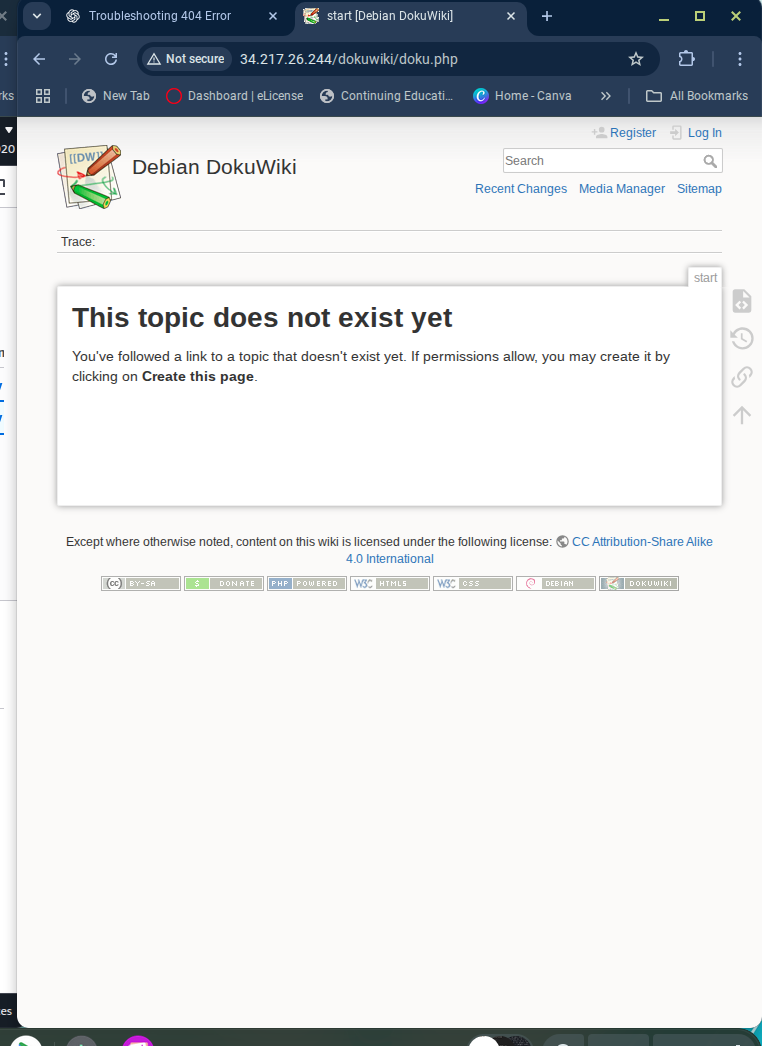 Troubleshooting 404 Error
start [Debian DokuWiki]
Not secure
34.217.26.244/dokuwiki/doku.php
rks
New Tab
Dashboard | eLicense
Continuing Educati...
Home - Canva
All Bookmarks
020
Register
Log In
[[DW]]
Debian DokuWiki
Search
Recent Changes
Media Manager
Sitemap
Trace:
start
This topic does not exist yet
You've followed a link to a topic that doesn't exist yet. If permissions allow, you may create it by
clicking on Create this page.
Except where otherwise noted, content on this wiki is licensed under the following license: CC Attribution-Share Alike
4.0 International
(cc) BY-SA
$ DONATE
PHP POWERED
W3C HTML5
W3C CSS
DEBIAN
DOKUWIKI
es